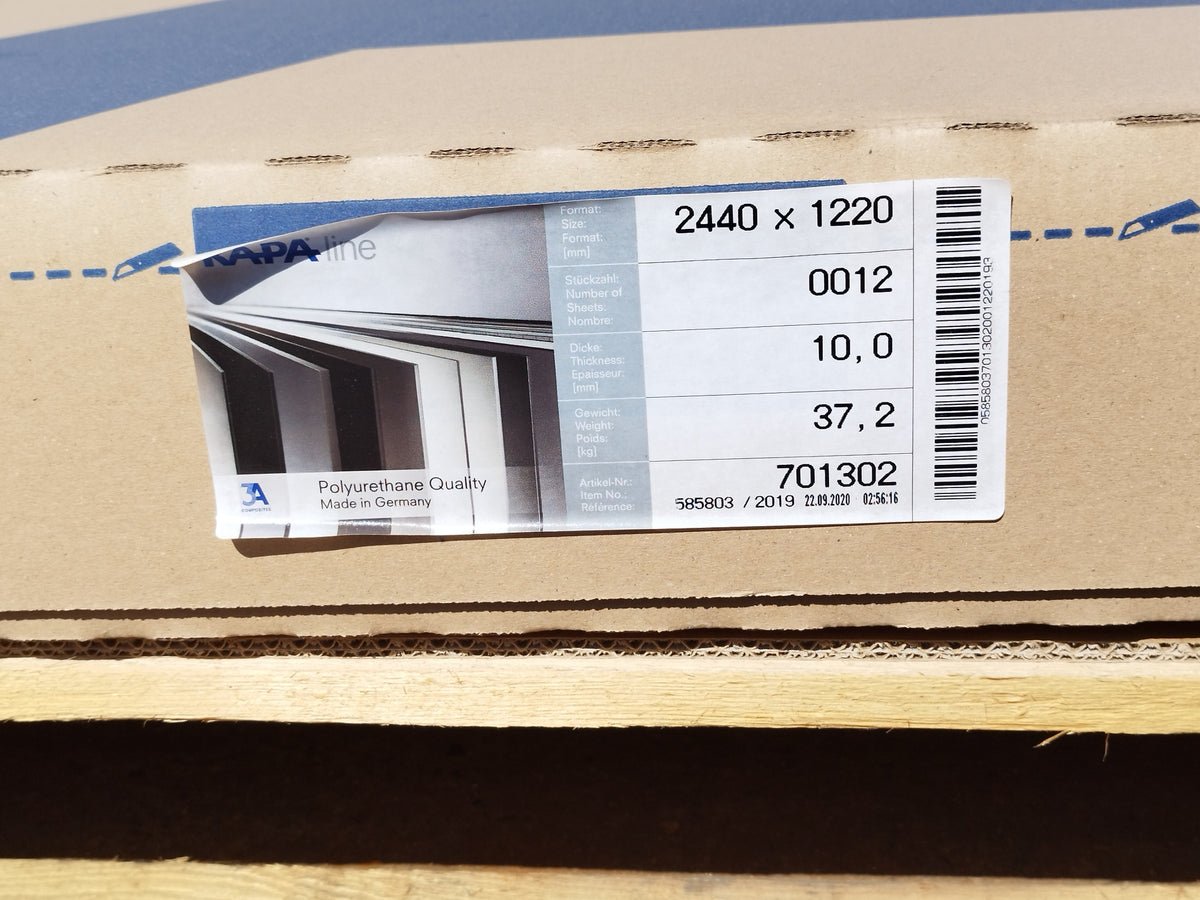 KAPA line
Format:
Size:
Format:
[mm]
2440 x 1220
Stückzahl:
Number of
Sheets:
Nombre:
0012
Dicke:
Thickness:
Epaisseur:
[mm]
10,0
Gewicht:
Weight:
Poids:
[kg]
37,2
Artikel-Nr.:
Item No.:
Référence:
701302
585803 / 2019 22.09.2020 02:56:16
3A
COMPOSITES
Polyurethane Quality
Made in Germany